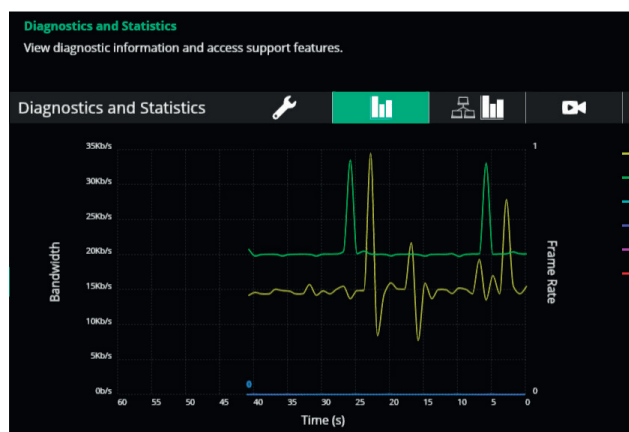 Diagnostics and Statistics
View diagnostic information and access support features.
Diagnostics and Statistics
35Kb/s
1
30Kb/s
25Kb/s
20Kb/s
15Kb/s
10Kb/s
5Kb/s
0b/s
0
0
Bandwidth
Frame Rate
60 55 50 45 40 35 30 25 20 15 10 5 0
Time (s)